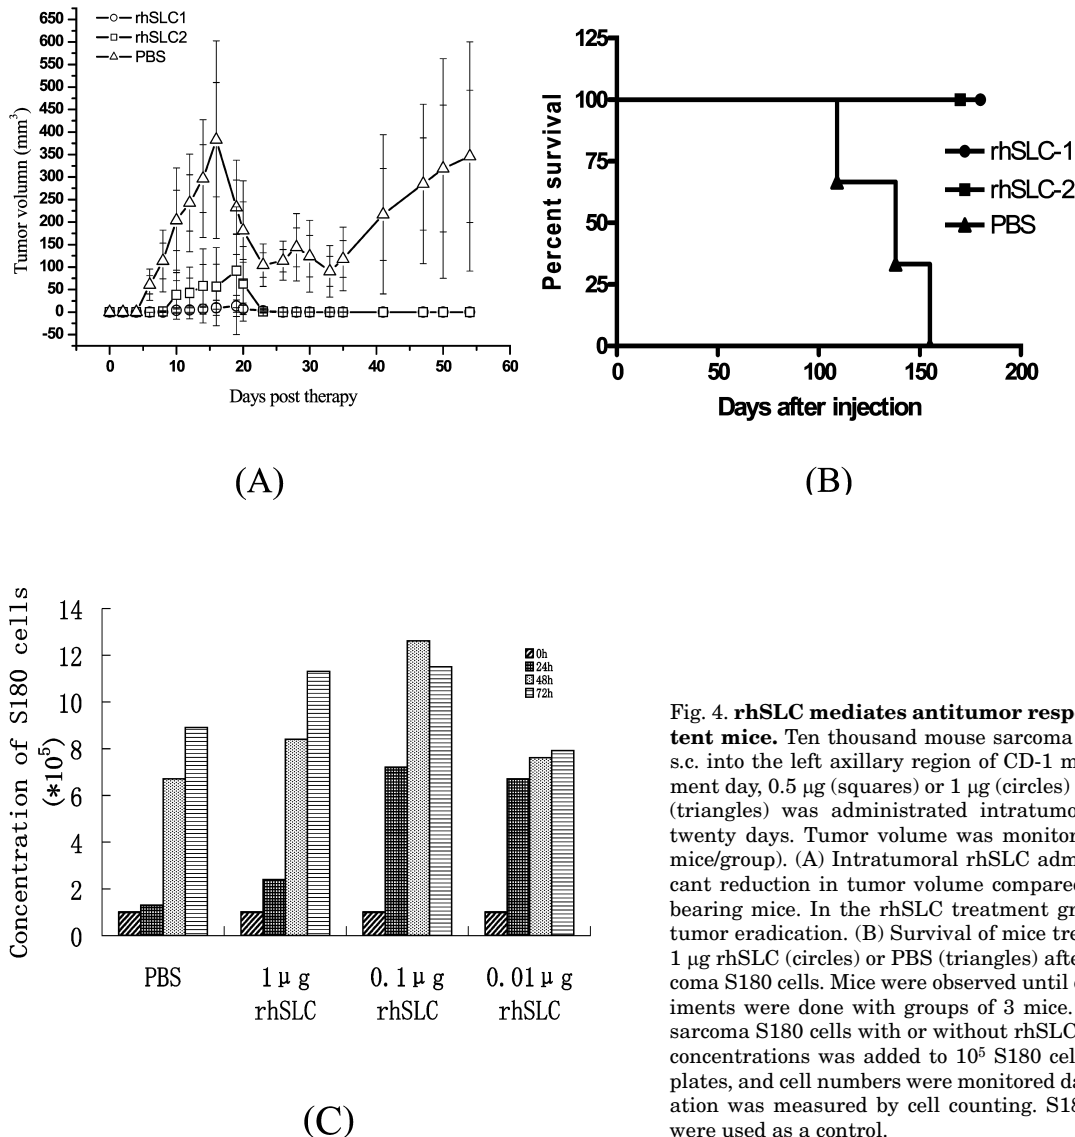 650
600
550
500
450
400
350
300
250
200
150
100
50
0
-50
Tumor volumn (mm³)
rhSLC1
rhSLC2
PBS
0 10 20 30 40 50 60
Days post therapy
(A)
125
100
75
50
25
0
Percent survival
rhSLC-1
rhSLC-2
PBS
0 50 100 150 200
Days after injection
(B)
Concentration of S180 cells
(*10⁵)
14
12
10
8
6
4
2
0
0h
24h
48h
72h
PBS 1μg 0.1μg 0.01μg
rhSLC rhSLC rhSLC
(C)
Fig. 4. rhSLC mediates antitumor resp
tent mice. Ten thousand mouse sarcoma
s.c. into the left axillary region of CD-1 m
ment day, 0.5 μg (squares) or 1 μg (circles)
(triangles) was administrated intratumo
twenty days. Tumor volume was monitor
mice/group). (A) Intratumoral rhSLC adm
cant reduction in tumor volume compared
bearing mice. In the rhSLC treatment gr
tumor eradication. (B) Survival of mice tre
1 μg rhSLC (circles) or PBS (triangles) afte
coma S180 cells. Mice were observed until
iments were done with groups of 3 mice.
sarcoma S180 cells with or without rhSLC
concentrations was added to 10⁵ S180 cel
plates, and cell numbers were monitored da
ation was measured by cell counting. S18
were used as a control.